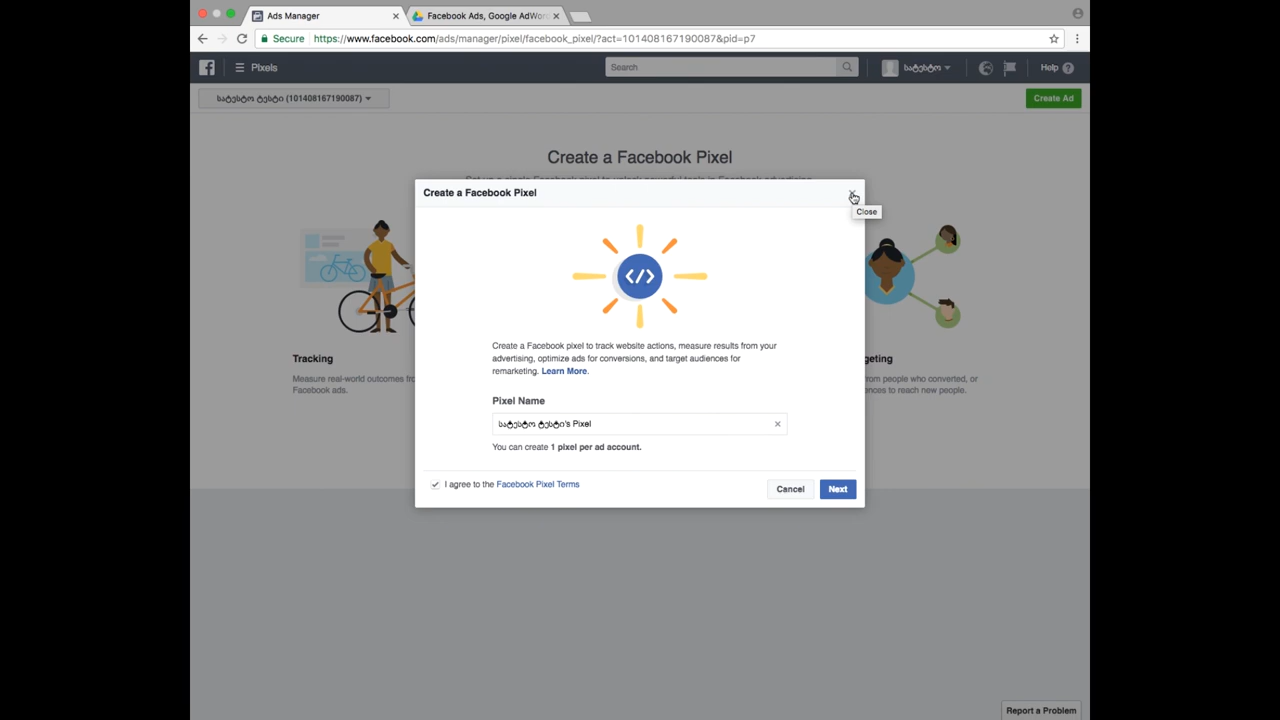 Ads Manager
Facebook Ads, Google AdWor
Secure https://www.facebook.com/ads/manager/pixel/facebook_pixel/?act=101408167190087&pid=p7
Pixels
Search
სატესტო
Help
სატესტო ტესტი (101408167190087)
Create Ad
Create a Facebook Pixel
Create a Facebook Pixel
Close
Tracking
Measure real-world outcomes fro
Facebook ads.
geting
from people who converted, or
ences to reach new people.
Create a Facebook pixel to track website actions, measure results from your
advertising, optimize ads for conversions, and target audiences for
remarketing. Learn More.
Pixel Name
სატესტო ტესტი's Pixel
You can create 1 pixel per ad account.
I agree to the Facebook Pixel Terms
Cancel
Next
Report a Problem